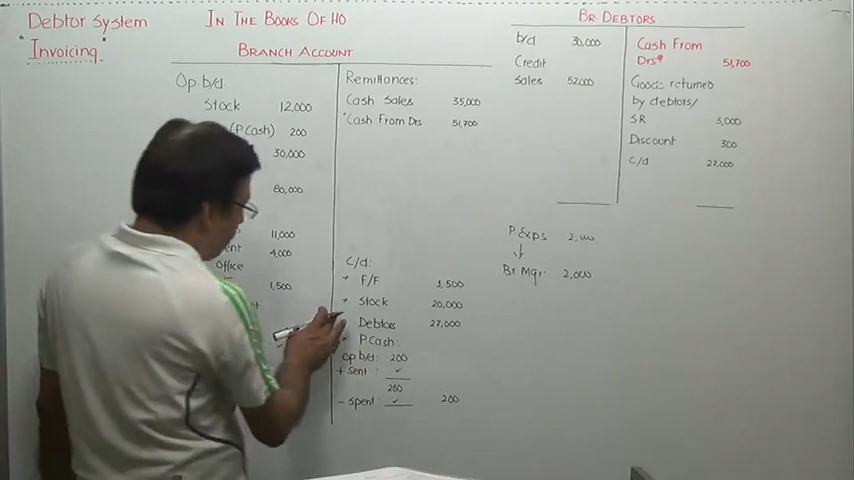 Debtor System
"Invoicing"
In The Books Of HO
Branch Account
Op b/d
Stock 12,000
(P Cash) 200
30,000
80,000
11,000
4,000
office
1,500
Remittances:
Cash Sales 35,000
Cash From Drs 51,700
C/d:
F/F 1,500
Stock 20,000
Debtors 27,000
P.Cash:
Op b/d: 200
+ Sent : ✓
200
- Spent : ✓ 200
Br Debtors
b/d 30,000
Credit
Sales 52,000
Cash From
Drs# 51,700
Goods returned
by debtors/
SR 3,000
Discount 300
C/d 27,000
P. Exps 2,000
Br Mgr. 2,000